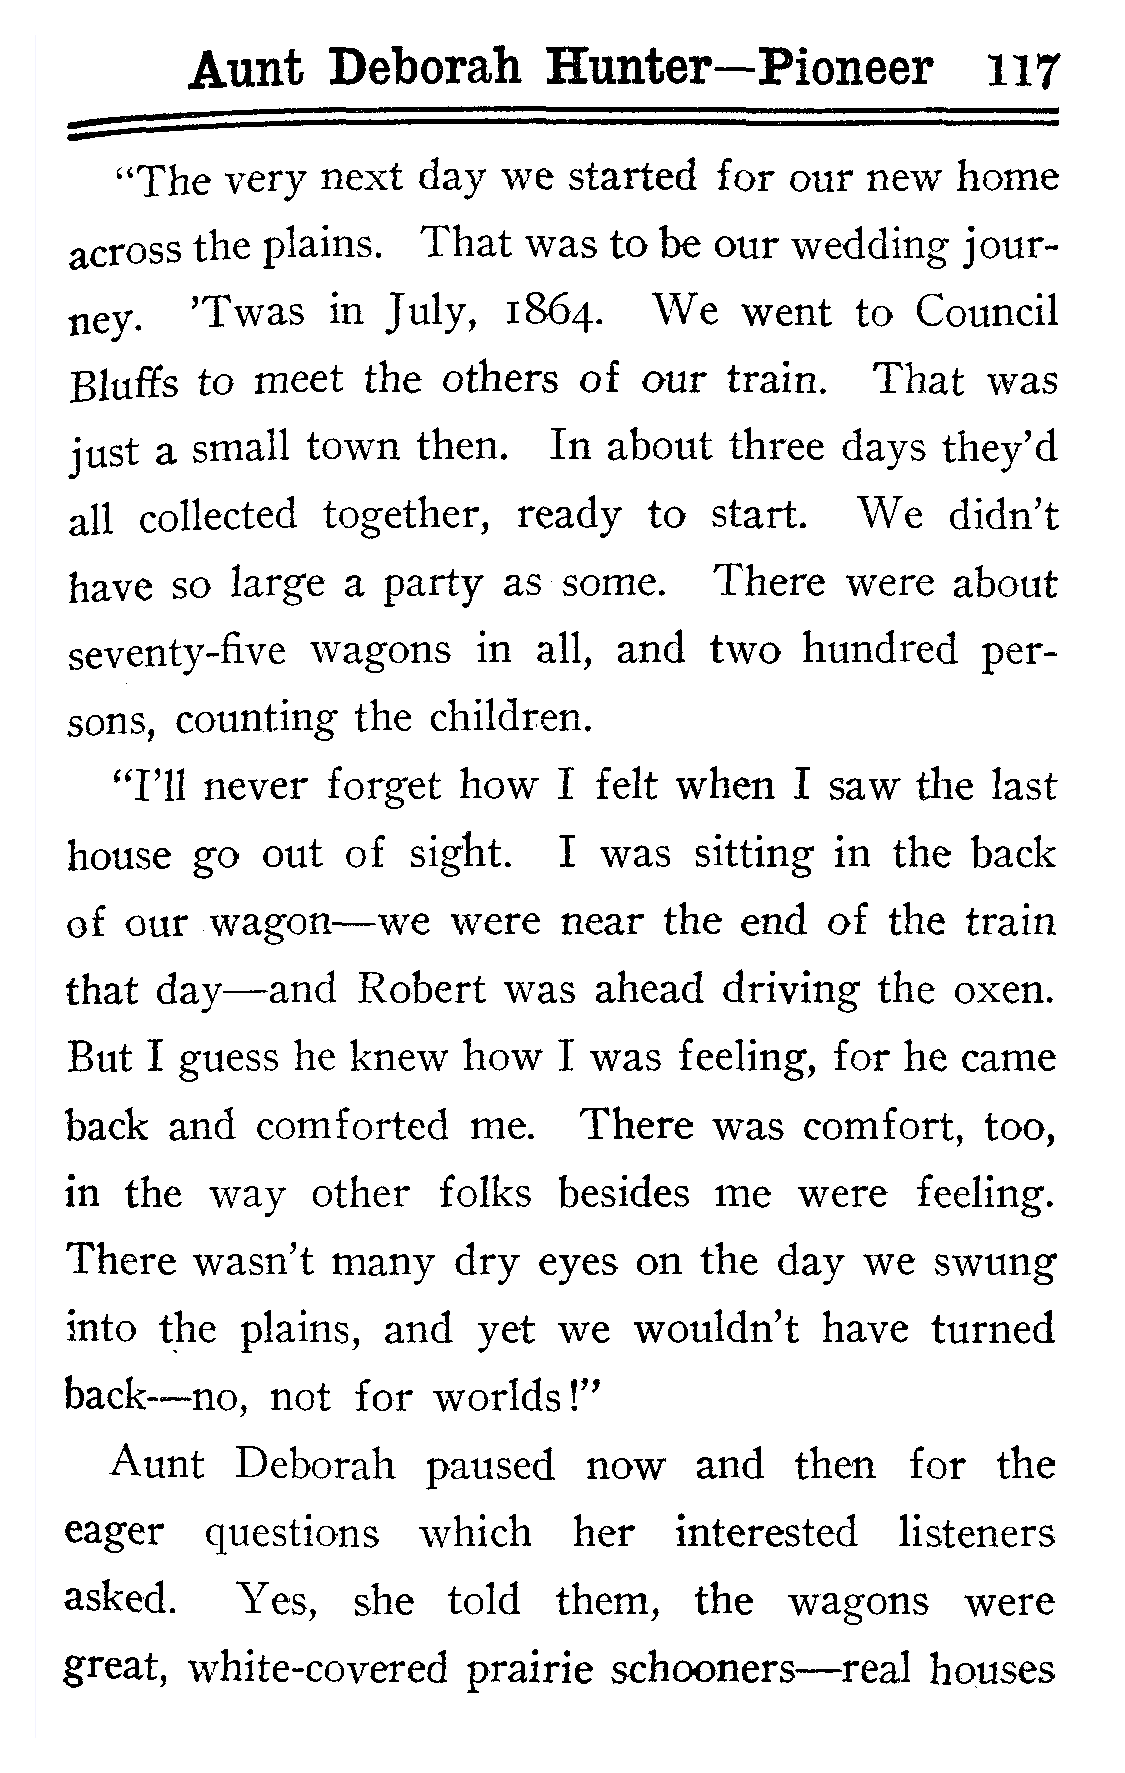 Aunt Deborah Hunter—Pioneer 117
“The very next day we started for our new home
across the plains. That was to be our wedding jour-
ney. ’Twas in July, 1864. We went to Council
Bluffs to meet the others of our train. That was
just a small town then. In about three days they’d
all collected together, ready to start. We didn’t
have so large a party as some. There were about
seventy-five wagons in all, and two hundred per-
sons, counting the children.
“I’ll never forget how I felt when I saw the last
house go out of sight. I was sitting in the back
of our wagon—we were near the end of the train
that day—and Robert was ahead driving the oxen.
But I guess he knew how I was feeling, for he came
back and comforted me. There was comfort, too,
in the way other folks besides me were feeling.
There wasn’t many dry eyes on the day we swung
into the plains, and yet we wouldn’t have turned
back—no, not for worlds!”
Aunt Deborah paused now and then for the
eager questions which her interested listeners
asked. Yes, she told them, the wagons were
great, white-covered prairie schooners—real houses